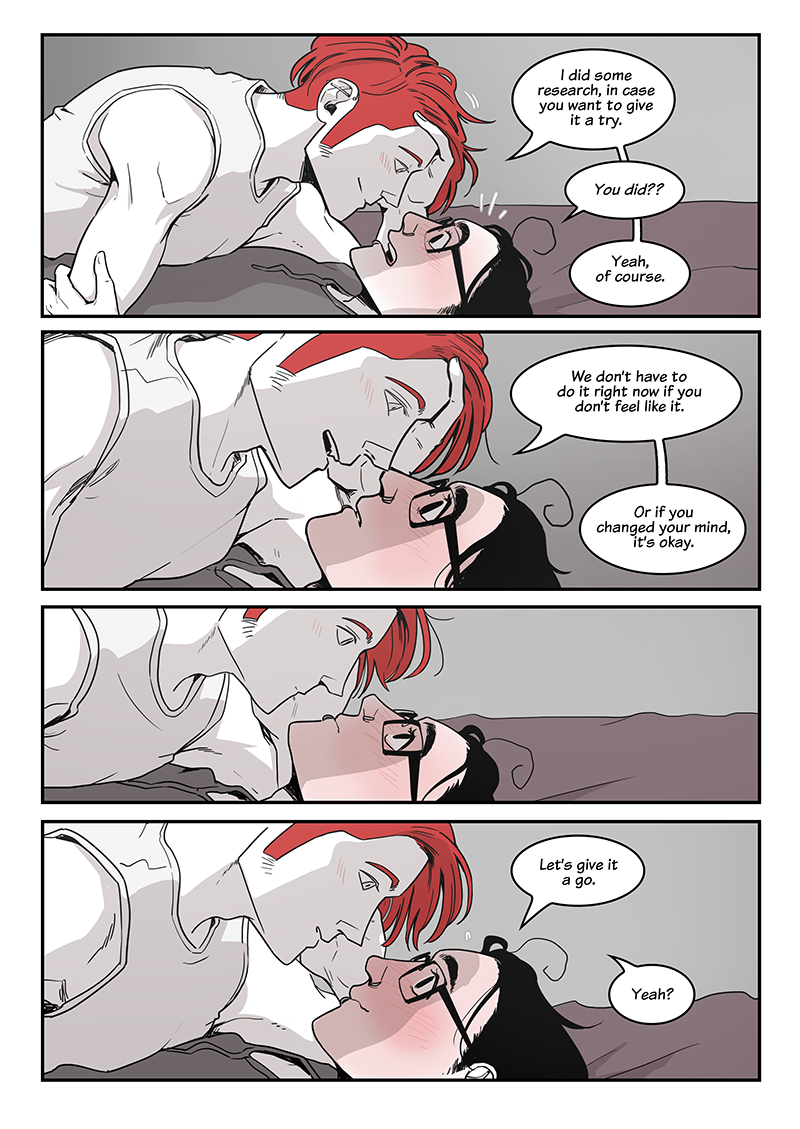 I did some
research, in case
you want to give
it a try.
You did??
Yeah,
of course.
We don't have to
do it right now if you
don't feel like it.
Or if you
changed your mind,
it's okay.
Let's give it
a go.
Yeah?